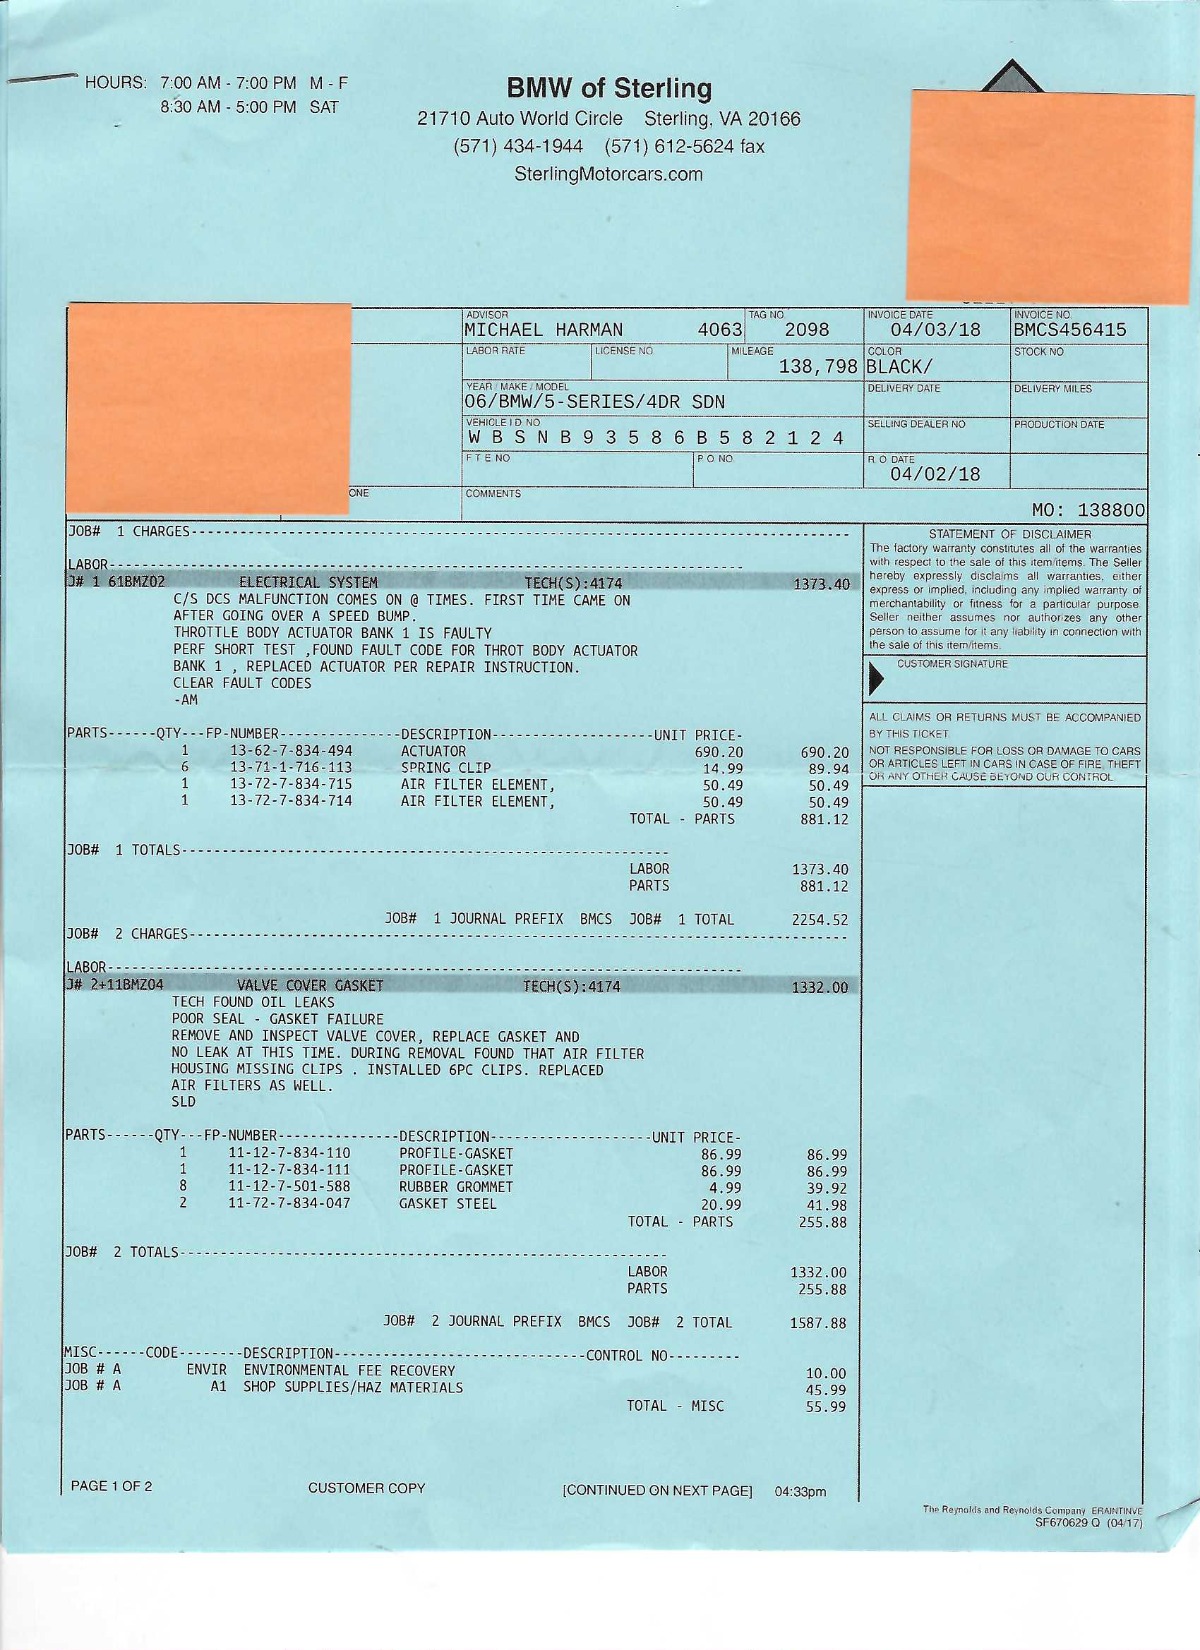 HOURS: 7:00 AM - 7:00 PM M - F
8:30 AM - 5:00 PM SAT
BMW of Sterling
21710 Auto World Circle Sterling, VA 20166
(571) 434-1944 (571) 612-5624 fax
SterlingMotorcars.com
ADVISOR TAG NO. INVOICE DATE INVOICE NO.
MICHAEL HARMAN 4063 2098 04/03/18 BMCS456415
LABOR RATE LICENSE NO. MILEAGE COLOR STOCK NO.
138,798 BLACK/
YEAR / MAKE / MODEL DELIVERY DATE DELIVERY MILES
06/BMW/5-SERIES/4DR SDN
VEHICLE I.D. NO. SELLING DEALER NO. PRODUCTION DATE
W B S N B 9 3 5 8 6 B 5 8 2 1 2 4
F. T. E. NO. P. O. NO. R. O. DATE
04/02/18
ONE COMMENTS
MO: 138800
JOB# 1 CHARGES
LABOR
J# 1 61BMZ02 ELECTRICAL SYSTEM TECH(S):4174 1373.40
C/S DCS MALFUNCTION COMES ON @ TIMES. FIRST TIME CAME ON
AFTER GOING OVER A SPEED BUMP.
THROTTLE BODY ACTUATOR BANK 1 IS FAULTY
PERF SHORT TEST ,FOUND FAULT CODE FOR THROT BODY ACTUATOR
BANK 1 , REPLACED ACTUATOR PER REPAIR INSTRUCTION.
CLEAR FAULT CODES
-AM
PARTS------QTY---FP-NUMBER---------------DESCRIPTION--------------------UNIT PRICE-
1 13-62-7-834-494 ACTUATOR 690.20 690.20
6 13-71-1-716-113 SPRING CLIP 14.99 89.94
1 13-72-7-834-715 AIR FILTER ELEMENT, 50.49 50.49
1 13-72-7-834-714 AIR FILTER ELEMENT, 50.49 50.49
TOTAL - PARTS 881.12
JOB# 1 TOTALS
LABOR 1373.40
PARTS 881.12
JOB# 1 JOURNAL PREFIX BMCS JOB# 1 TOTAL 2254.52
JOB# 2 CHARGES
LABOR
J# 2+11BMZ04 VALVE COVER GASKET TECH(S):4174 1332.00
TECH FOUND OIL LEAKS
POOR SEAL - GASKET FAILURE
REMOVE AND INSPECT VALVE COVER, REPLACE GASKET AND
NO LEAK AT THIS TIME. DURING REMOVAL FOUND THAT AIR FILTER
HOUSING MISSING CLIPS . INSTALLED 6PC CLIPS. REPLACED
AIR FILTERS AS WELL.
SLD
PARTS------QTY---FP-NUMBER---------------DESCRIPTION--------------------UNIT PRICE-
1 11-12-7-834-110 PROFILE-GASKET 86.99 86.99
1 11-12-7-834-111 PROFILE-GASKET 86.99 86.99
8 11-12-7-501-588 RUBBER GROMMET 4.99 39.92
2 11-72-7-834-047 GASKET STEEL 20.99 41.98
TOTAL - PARTS 255.88
JOB# 2 TOTALS
LABOR 1332.00
PARTS 255.88
JOB# 2 JOURNAL PREFIX BMCS JOB# 2 TOTAL 1587.88
MISC------CODE--------DESCRIPTION-------------------------------CONTROL NO---------
JOB # A ENVIR ENVIRONMENTAL FEE RECOVERY 10.00
JOB # A A1 SHOP SUPPLIES/HAZ MATERIALS 45.99
TOTAL - MISC 55.99
STATEMENT OF DISCLAIMER
The factory warranty constitutes all of the warranties
with respect to the sale of this item/items. The Seller
hereby expressly disclaims all warranties, either
express or implied, including any implied warranty of
merchantability or fitness for a particular purpose.
Seller neither assumes nor authorizes any other
person to assume for it any liability in connection with
the sale of this item/items.
CUSTOMER SIGNATURE
ALL CLAIMS OR RETURNS MUST BE ACCOMPANIED
BY THIS TICKET.
NOT RESPONSIBLE FOR LOSS OR DAMAGE TO CARS
OR ARTICLES LEFT IN CARS IN CASE OF FIRE, THEFT
OR ANY OTHER CAUSE BEYOND OUR CONTROL.
PAGE 1 OF 2 CUSTOMER COPY [CONTINUED ON NEXT PAGE] 04:33pm
The Reynolds and Reynolds Company ERAINTINVE
SF670629 Q (04/17)